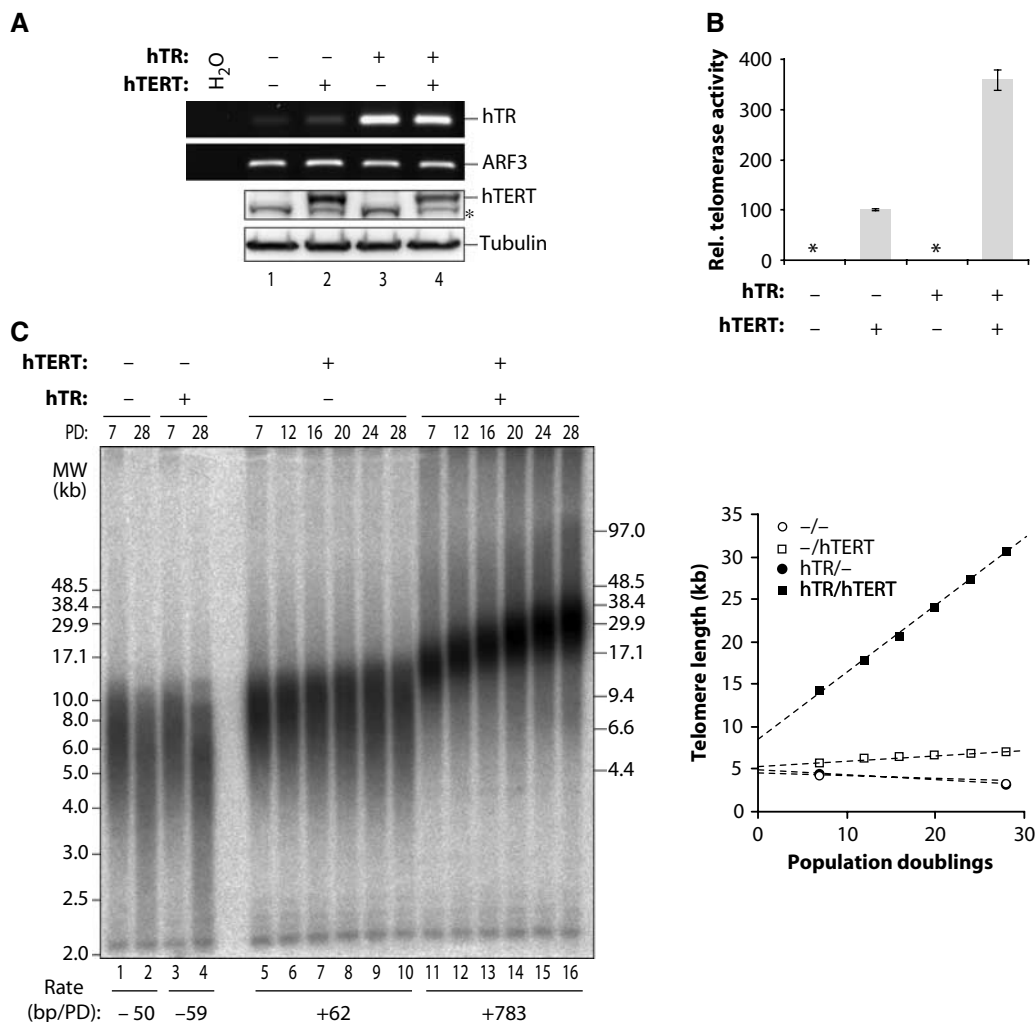 A
hTR: – – + +
hTERT: – + – +
H2O
hTR
ARF3
hTERT
*
Tubulin
1 2 3 4
B
Rel. telomerase activity
400
300
200
100
0
* *
hTR: – – + +
hTERT: – + – +
C
hTERT: – – + +
hTR: – + – +
PD: 7 28 7 28 7 12 16 20 24 28 7 12 16 20 24 28
MW
(kb)
48.5
38.4
29.9
17.1
10.0
8.0
6.0
5.0
4.0
3.0
2.5
2.0
97.0
48.5
38.4
29.9
17.1
9.4
6.6
4.4
1 2 3 4 5 6 7 8 9 10 11 12 13 14 15 16
Rate
(bp/PD): – 50 –59 +62 +783
Telomere length (kb)
35
30
25
20
15
10
5
0
–/–
–/hTERT
hTR/–
hTR/hTERT
0 10 20 30
Population doublings